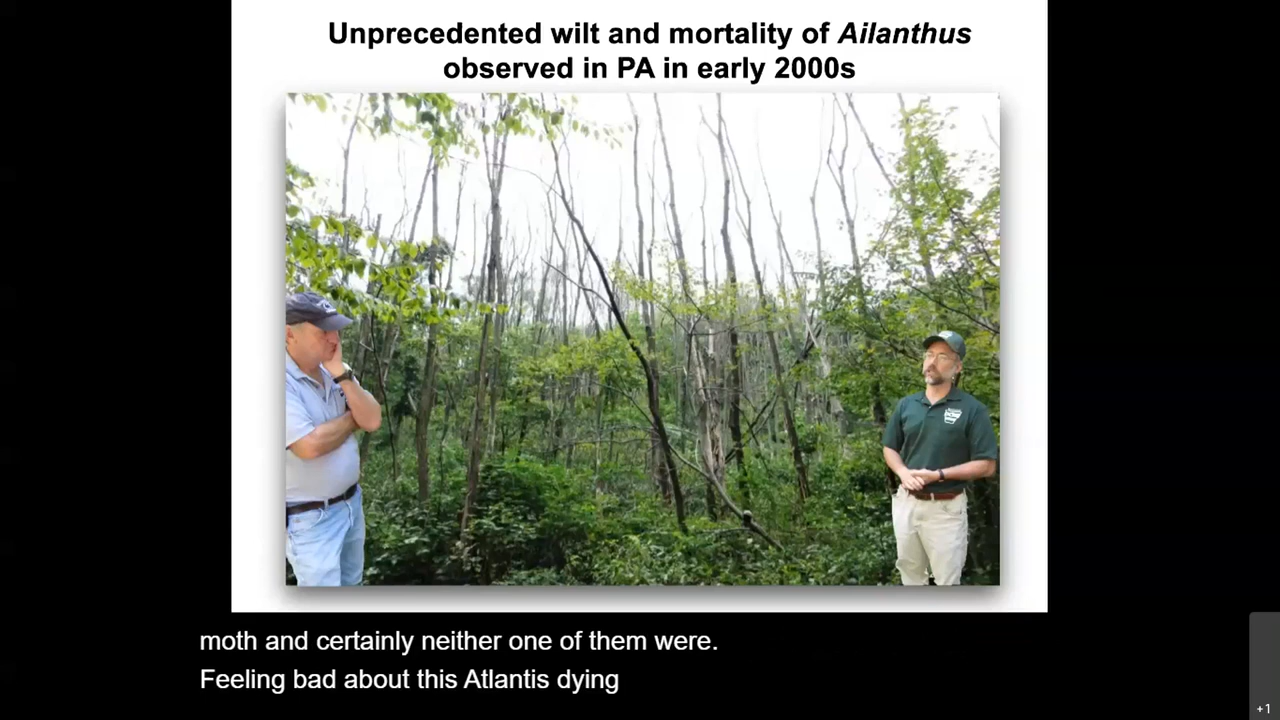 Unprecedented wilt and mortality of Ailanthus
observed in PA in early 2000s
moth and certainly neither one of them were.
Feeling bad about this Atlantis dying
+1